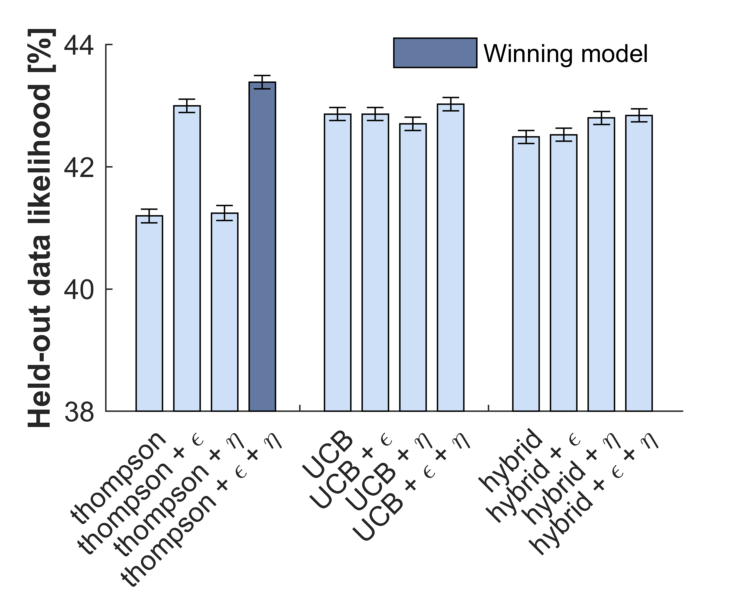 Held-out data likelihood [%]
44
42
40
38
Winning model
thompson
thompson + ϵ
thompson + η
thompson + ϵ + η
UCB
UCB + ϵ
UCB + η
UCB + ϵ + η
hybrid
hybrid + ϵ
hybrid + η
hybrid + ϵ + η